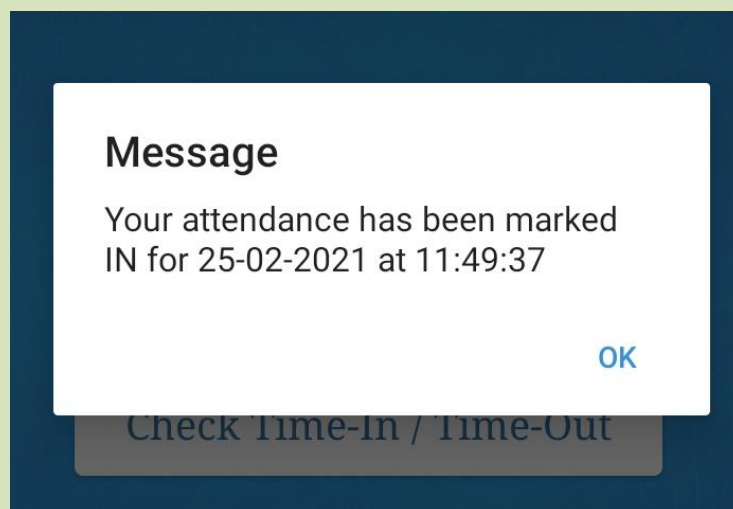 Message
Your attendance has been marked
IN for 25-02-2021 at 11:49:37
OK
Check Time-In / Time-Out